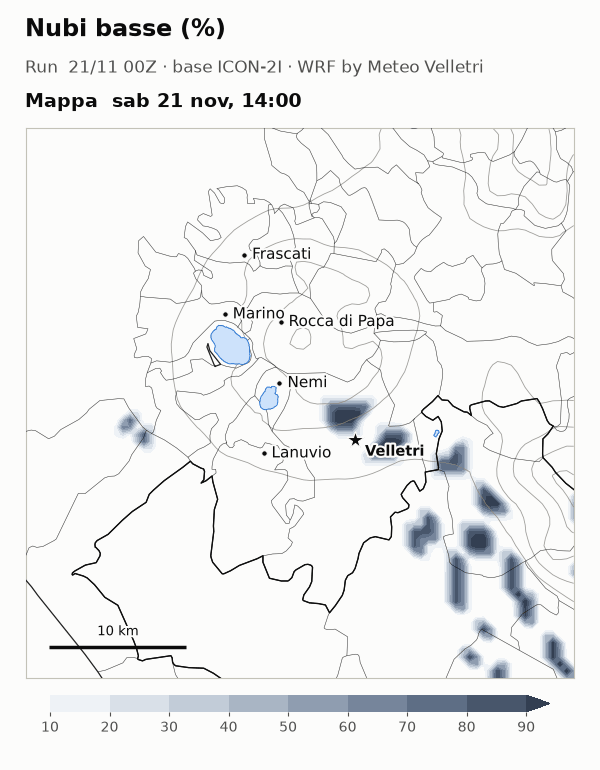 Nubi basse (%)
Run  21/11 00Z · base ICON-2I · WRF by Meteo Velletri
Mappa  sab 21 nov, 14:00
Frascati
Marino
Rocca di Papa
Nemi
Velletri
Lanuvio
10 km
10 20 30 40 50 60 70 80 90